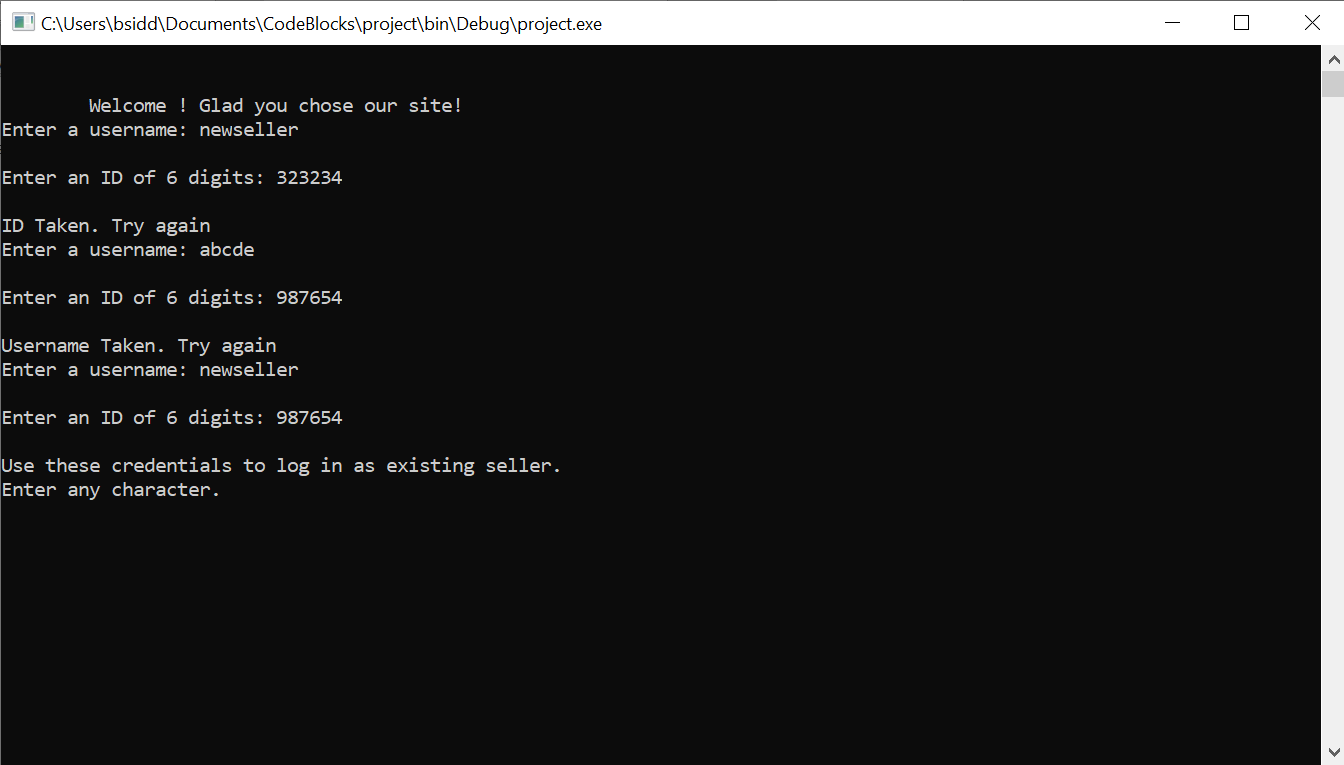 C:\Users\bsidd\Documents\CodeBlocks\project\bin\Debug\project.exe
Welcome ! Glad you chose our site!
Enter a username: newseller
Enter an ID of 6 digits: 323234
ID Taken. Try again
Enter a username: abcde
Enter an ID of 6 digits: 987654
Username Taken. Try again
Enter a username: newseller
Enter an ID of 6 digits: 987654
Use these credentials to log in as existing seller.
Enter any character.